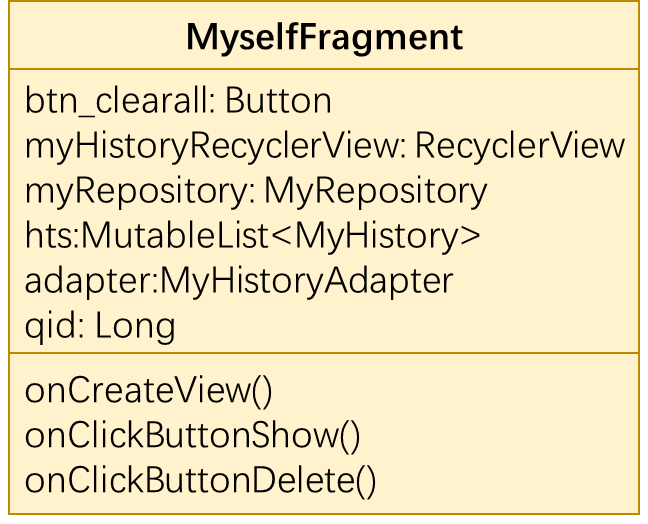 MyselfFragment
btn_clearall: Button
myHistoryRecyclerView: RecyclerView
myRepository: MyRepository
hts:MutableList<MyHistory>
adapter:MyHistoryAdapter
qid: Long
onCreateView()
onClickButtonShow()
onClickButtonDelete()